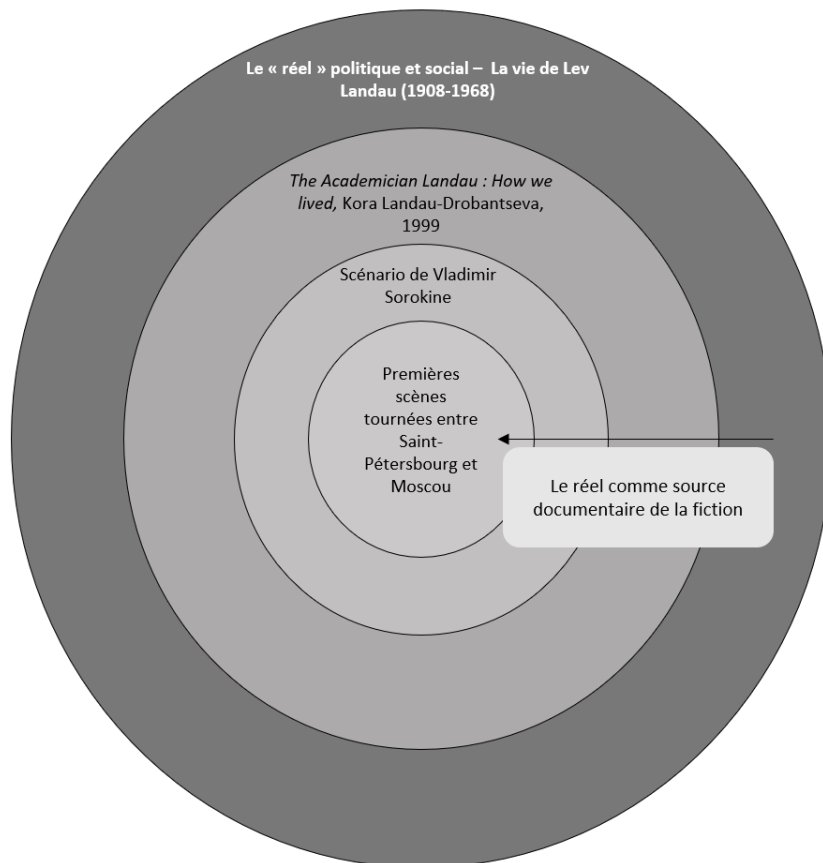 Le « réel » politique et social – La vie de Lev
Landau (1908-1968)
The Academician Landau : How we
lived, Kora Landau-Drobantseva,
1999
Scénario de Vladimir
Sorokine
Premières
scènes
tournées entre
Saint-
Pétersbourg et
Moscou
Le réel comme source
documentaire de la fiction